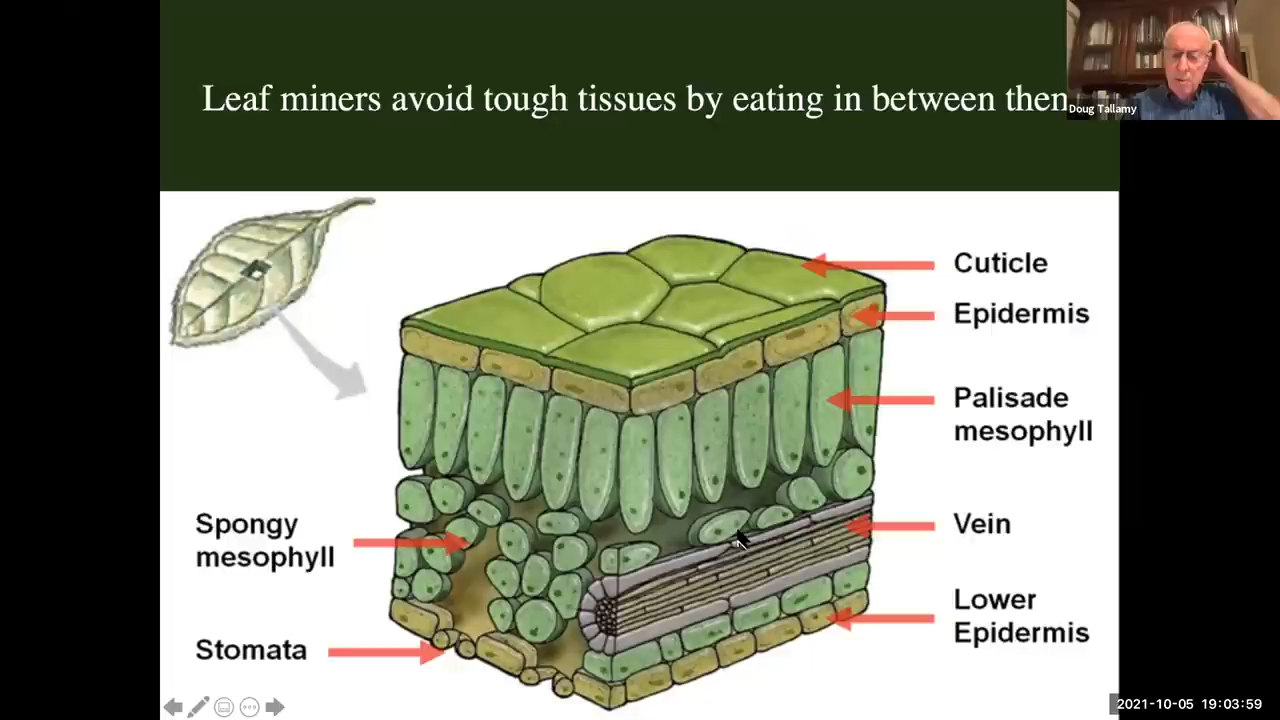 Leaf miners avoid tough tissues by eating in between them
Doug Tallamy
Cuticle
Epidermis
Palisade
mesophyll
Spongy
mesophyll
Vein
Lower
Epidermis
Stomata
2021-10-05 19:03:59